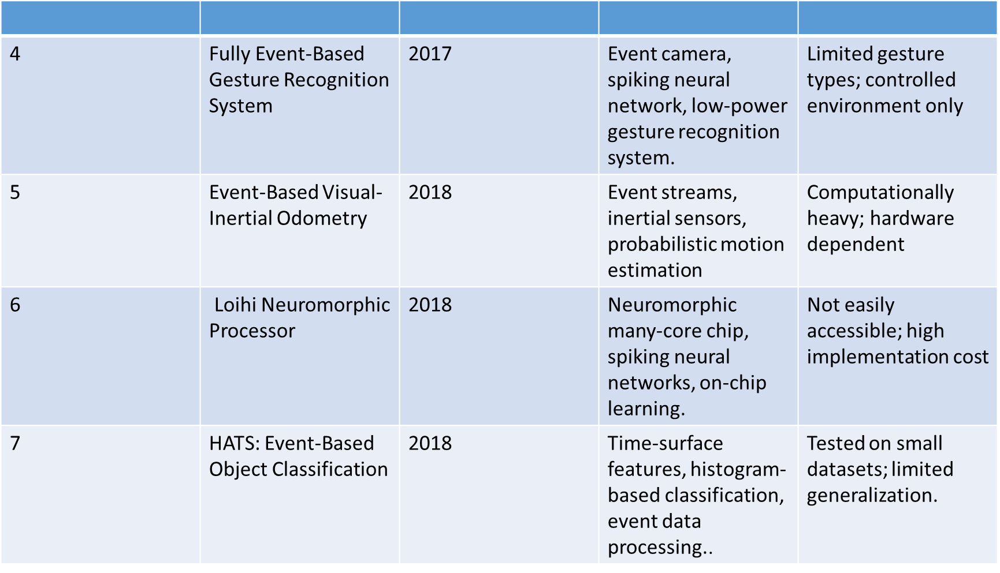 4
Fully Event-Based
Gesture Recognition
System
2017
Event camera,
spiking neural
network, low-power
gesture recognition
system.
Limited gesture
types; controlled
environment only
5
Event-Based Visual-
Inertial Odometry
2018
Event streams,
inertial sensors,
probabilistic motion
estimation
Computationally
heavy; hardware
dependent
6
Loihi Neuromorphic
Processor
2018
Neuromorphic
many-core chip,
spiking neural
networks, on-chip
learning.
Not easily
accessible; high
implementation cost
7
HATS: Event-Based
Object Classification
2018
Time-surface
features, histogram-
based classification,
event data
processing..
Tested on small
datasets; limited
generalization.